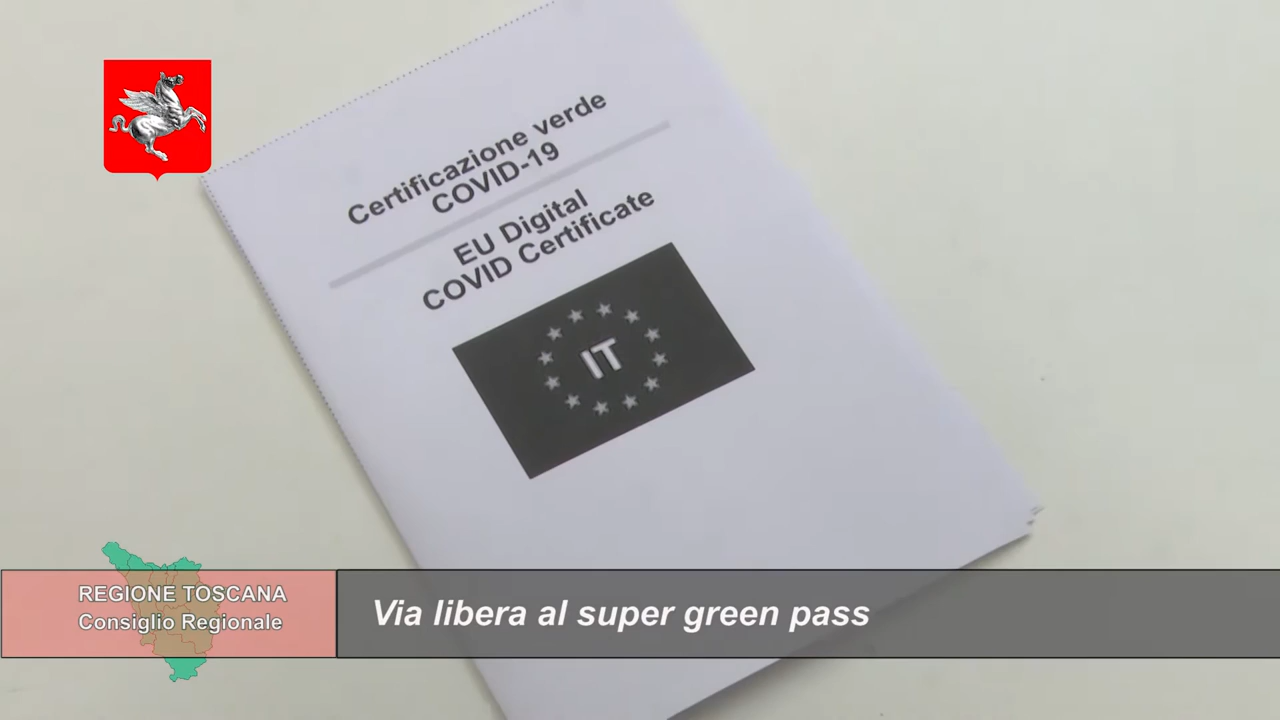 Certificazione verde
COVID-19
EU Digital
COVID Certificate
IT
REGIONE TOSCANA
Consiglio Regionale
Via libera al super green pass